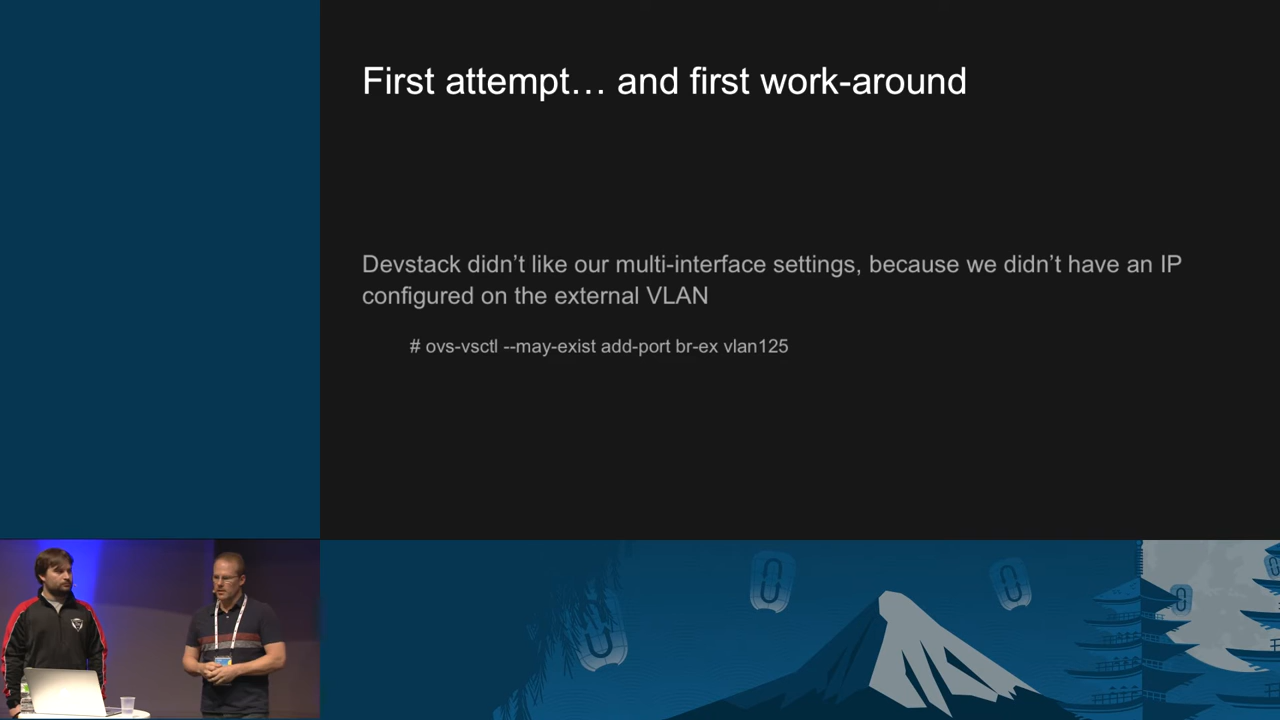 First attempt… and first work-around
Devstack didn’t like our multi-interface settings, because we didn’t have an IP
configured on the external VLAN
# ovs-vsctl --may-exist add-port br-ex vlan125